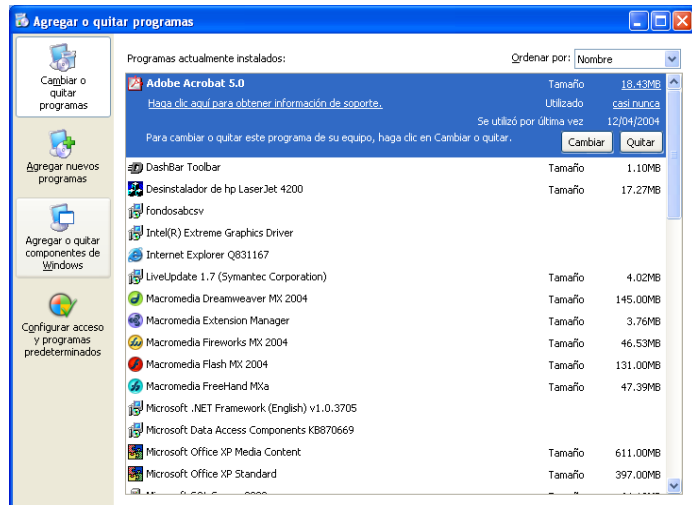 Agregar o quitar programas
Cambiar o
quitar
programas
Agregar nuevos
programas
Agregar o quitar
componentes de
Windows
Configurar acceso
y programas
predeterminados
Programas actualmente instalados:
Ordenar por: Nombre
Adobe Acrobat 5.0 Tamaño 18.43MB
Haga clic aquí para obtener información de soporte. Utilizado casi nunca
Se utilizó por última vez 12/04/2004
Para cambiar o quitar este programa de su equipo, haga clic en Cambiar o quitar. Cambiar Quitar
DashBar Toolbar Tamaño 1.10MB
Desinstalador de hp LaserJet 4200 Tamaño 17.27MB
fondosabcsv
Intel(R) Extreme Graphics Driver
Internet Explorer Q831167
LiveUpdate 1.7 (Symantec Corporation) Tamaño 4.02MB
Macromedia Dreamweaver MX 2004 Tamaño 145.00MB
Macromedia Extension Manager Tamaño 3.76MB
Macromedia Fireworks MX 2004 Tamaño 46.53MB
Macromedia Flash MX 2004 Tamaño 131.00MB
Macromedia FreeHand MXa Tamaño 47.39MB
Microsoft .NET Framework (English) v1.0.3705
Microsoft Data Access Components KB870669
Microsoft Office XP Media Content Tamaño 611.00MB
Microsoft Office XP Standard Tamaño 397.00MB